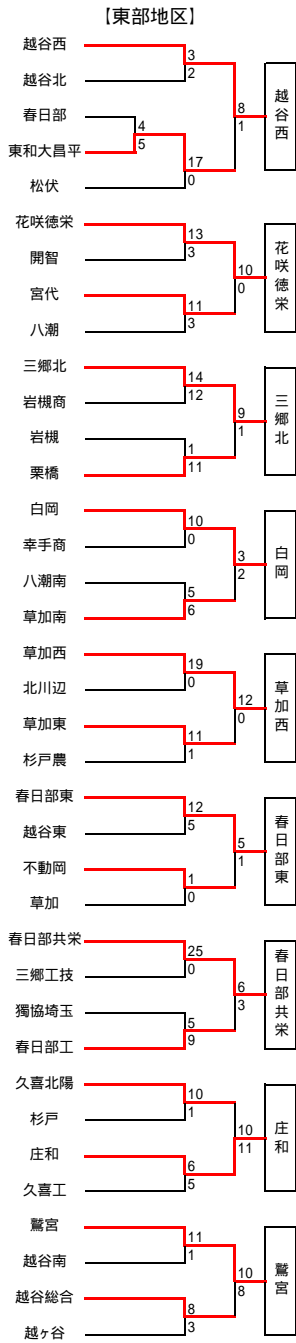 【東部地区】
越谷西
3
越谷北
2
8
越谷西
春日部
4
1
東和大昌平
5
17
松伏
0
花咲徳栄
13
開智
3
10
花咲徳栄
宮代
11
0
八潮
3
三郷北
14
岩槻商
12
9
三郷北
岩槻
1
1
栗橋
11
白岡
10
幸手商
0
3
白岡
八潮南
5
2
草加南
6
草加西
19
北川辺
0
12
草加西
草加東
11
0
杉戸農
1
春日部東
12
越谷東
5
5
春日部東
不動岡
1
1
草加
0
春日部共栄
25
三郷工技
0
6
春日部共栄
獨協埼玉
5
3
春日部工
9
久喜北陽
10
杉戸
1
10
庄和
庄和
6
11
久喜工
5
鷲宮
11
越谷南
1
10
鷲宮
越谷総合
8
8
越ヶ谷
3